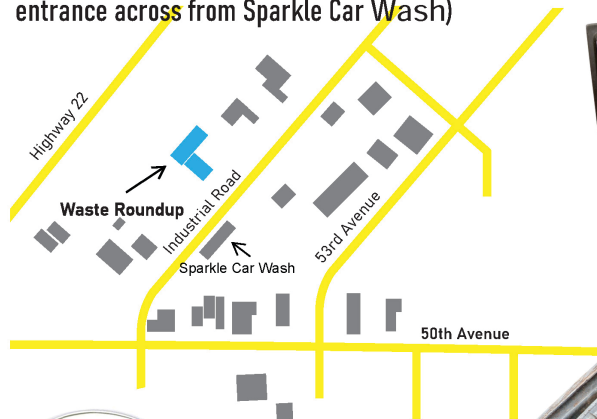 entrance across from Sparkle Car Wash)
Highway 22
Waste Roundup
Industrial Road
Sparkle Car Wash
53rd Avenue
50th Avenue